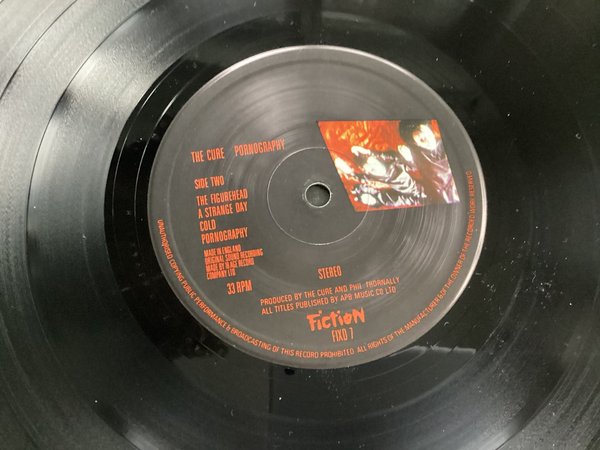 THE CURE PORNOGRAPHY
SIDE TWO
THE FIGUREHEAD
A STRANGE DAY
COLD
PORNOGRAPHY
MADE IN ENGLAND
ORIGINAL SOUND RECORDING
MADE BY 18 AGE RECORD
COMPANY LTD
33 RPM
STEREO
PRODUCED BY THE CURE AND PHIL THORNALLY
ALL TITLES PUBLISHED BY APB MUSIC CO LTD
FICTION
FIXD 7
UNAUTHORISED COPYING PUBLIC PERFORMANCE & BROADCASTING OF THIS RECORD PROHIBITED. ALL RIGHTS OF THE MANUFACTURER & OF THE OWNER OF THE RECORDED WORK RESERVED